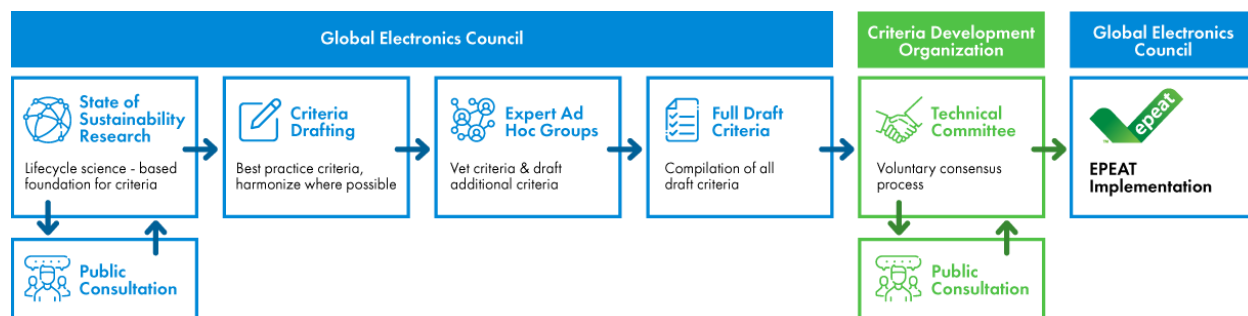 Global Electronics Council
Criteria Development
Organization
Global Electronics
Council
State of
Sustainability
Research
Lifecycle science - based
foundation for criteria
Criteria
Drafting
Best practice criteria,
harmonize where possible
Expert Ad
Hoc Groups
Vet criteria & draft
additional criteria
Full Draft
Criteria
Compilation of all
draft criteria
Technical
Committee
Voluntary consensus
process
epeat
EPEAT
Implementation
Public
Consultation
Public
Consultation